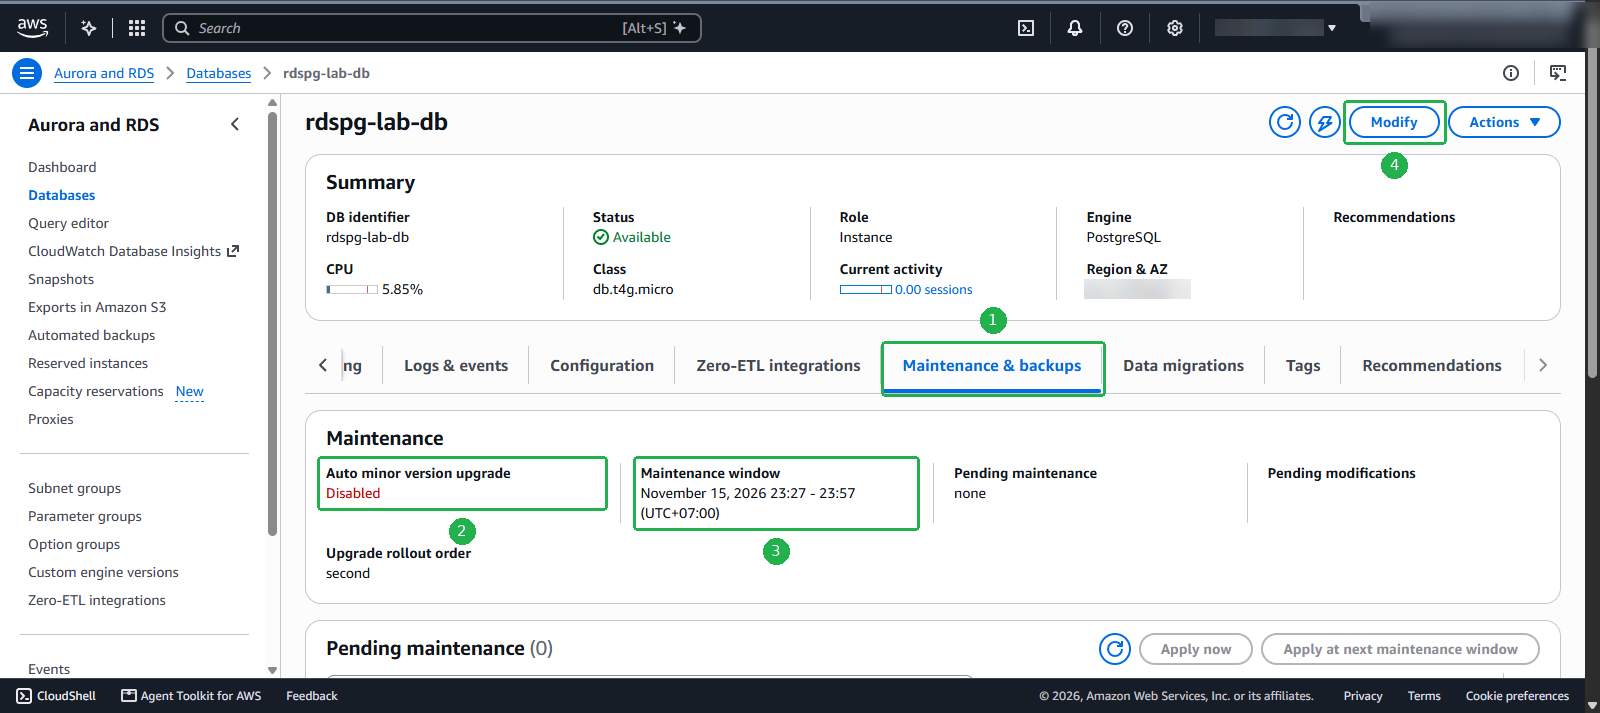 aws
Search
[Alt+S]
Aurora and RDS
Databases
rdspg-lab-db
Aurora and RDS
Dashboard
Databases
Query editor
CloudWatch Database Insights
Snapshots
Exports in Amazon S3
Automated backups
Reserved instances
Capacity reservations New
Proxies
Subnet groups
Parameter groups
Option groups
Custom engine versions
Zero-ETL integrations
Events
rdspg-lab-db
Modify
Actions
4
Summary
DB identifier
rdspg-lab-db
Status
Available
Role
Instance
Engine
PostgreSQL
Recommendations
CPU
5.85%
Class
db.t4g.micro
Current activity
0.00 sessions
Region & AZ
1
ng
Logs & events
Configuration
Zero-ETL integrations
Maintenance & backups
Data migrations
Tags
Recommendations
Maintenance
Auto minor version upgrade
Disabled
2
Maintenance window
November 15, 2026 23:27 - 23:57
(UTC+07:00)
3
Pending maintenance
none
Pending modifications
Upgrade rollout order
second
Pending maintenance (0)
Apply now
Apply at next maintenance window
CloudShell
Agent Toolkit for AWS
Feedback
© 2026, Amazon Web Services, Inc. or its affiliates.
Privacy
Terms
Cookie preferences